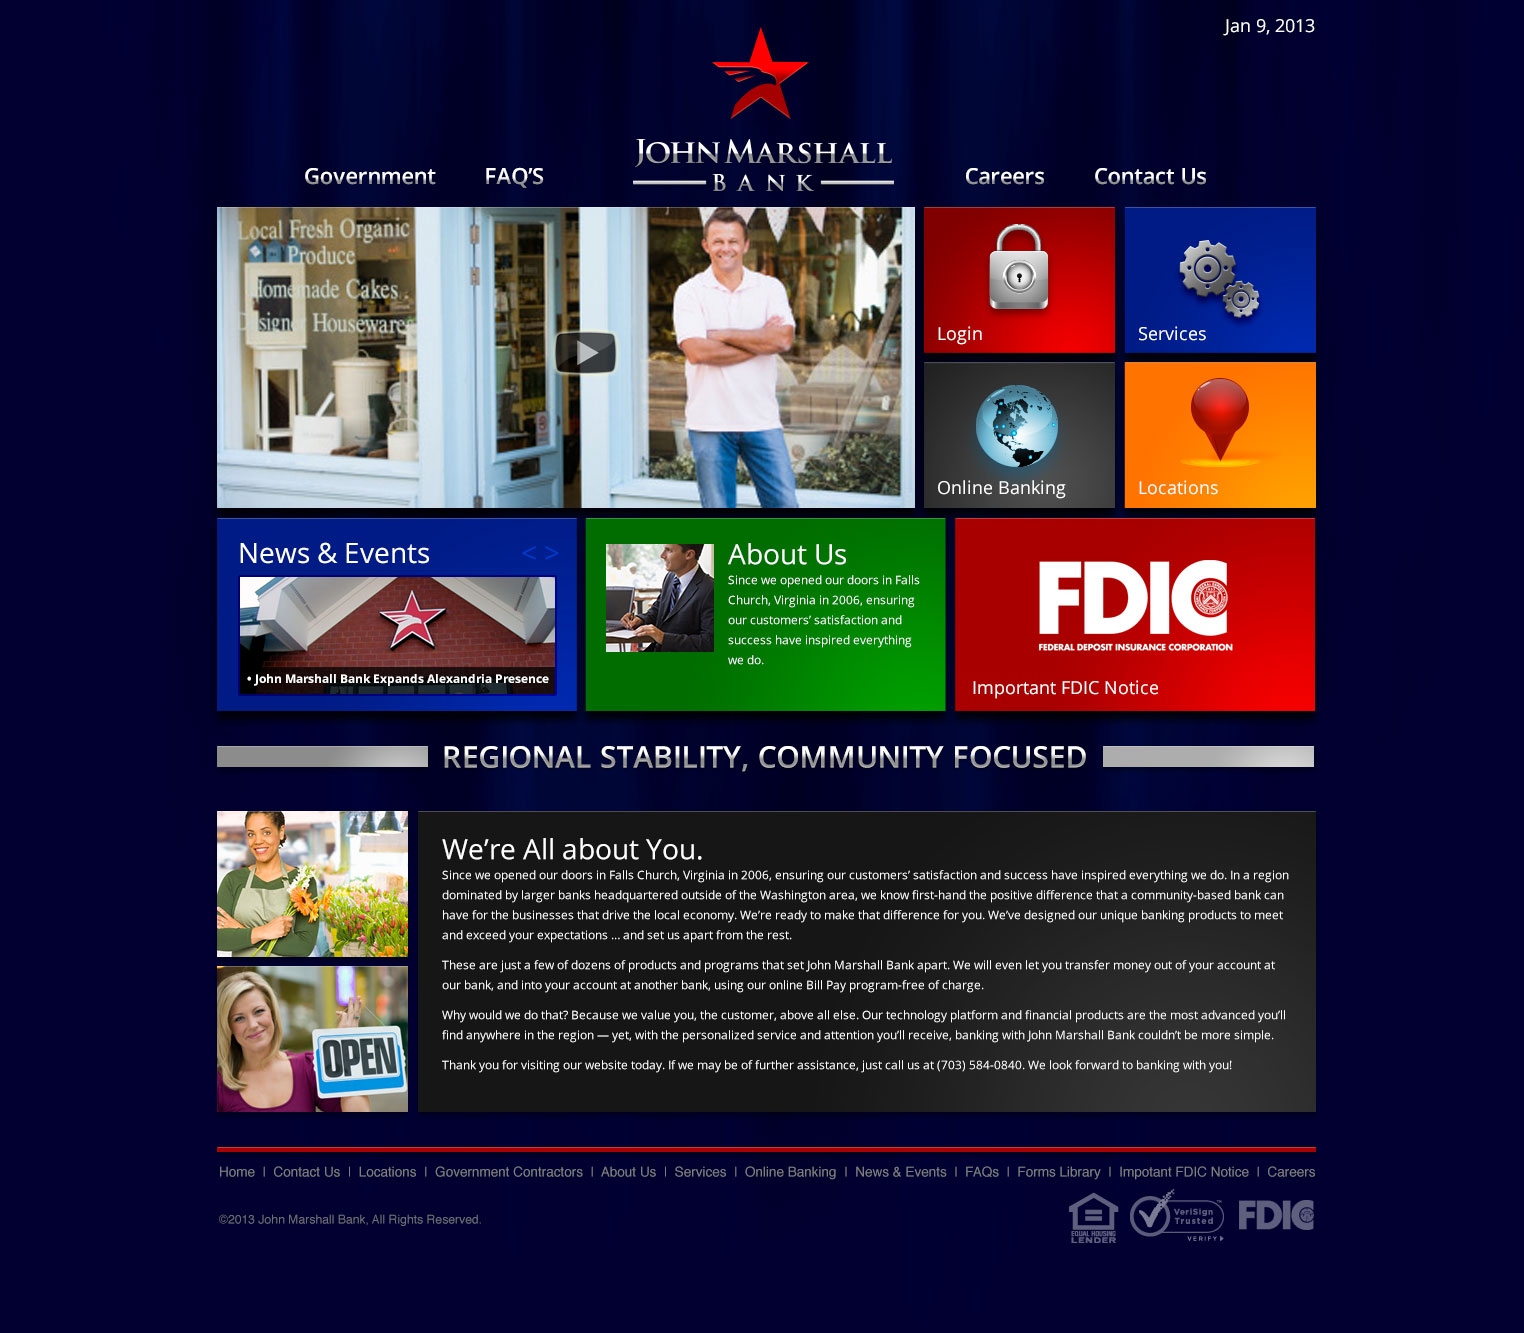 Jan 9, 2013
JOHN MARSHALL
BANK
Government
FAQ'S
Careers
Contact Us
Local Fresh Organic
Produce
Homemade Cakes
Designer Housewares
Login
Services
Online Banking
Locations
News & Events
< >
• John Marshall Bank Expands Alexandria Presence
About Us
Since we opened our doors in Falls
Church, Virginia in 2006, ensuring
our customers’ satisfaction and
success have inspired everything
we do.
FDIC
FEDERAL DEPOSIT INSURANCE CORPORATION
Important FDIC Notice
REGIONAL STABILITY, COMMUNITY FOCUSED
We’re All about You.
Since we opened our doors in Falls Church, Virginia in 2006, ensuring our customers’ satisfaction and success have inspired everything we do. In a region
dominated by larger banks headquartered outside of the Washington area, we know first-hand the positive difference that a community-based bank can
have for the businesses that drive the local economy. We’re ready to make that difference for you. We’ve designed our unique banking products to meet
and exceed your expectations ... and set us apart from the rest.
These are just a few of dozens of products and programs that set John Marshall Bank apart. We will even let you transfer money out of your account at
our bank, and into your account at another bank, using our online Bill Pay program-free of charge.
Why would we do that? Because we value you, the customer, above all else. Our technology platform and financial products are the most advanced you’ll
find anywhere in the region — yet, with the personalized service and attention you’ll receive, banking with John Marshall Bank couldn’t be more simple.
Thank you for visiting our website today. If we may be of further assistance, just call us at (703) 584-0840. We look forward to banking with you!
OPEN
Home | Contact Us | Locations | Government Contractors | About Us | Services | Online Banking | News & Events | FAQs | Forms Library | Impotant FDIC Notice | Careers
©2013 John Marshall Bank, All Rights Reserved.
EQUAL HOUSING
LENDER
VeriSign
Trusted
VERIFY
FDIC